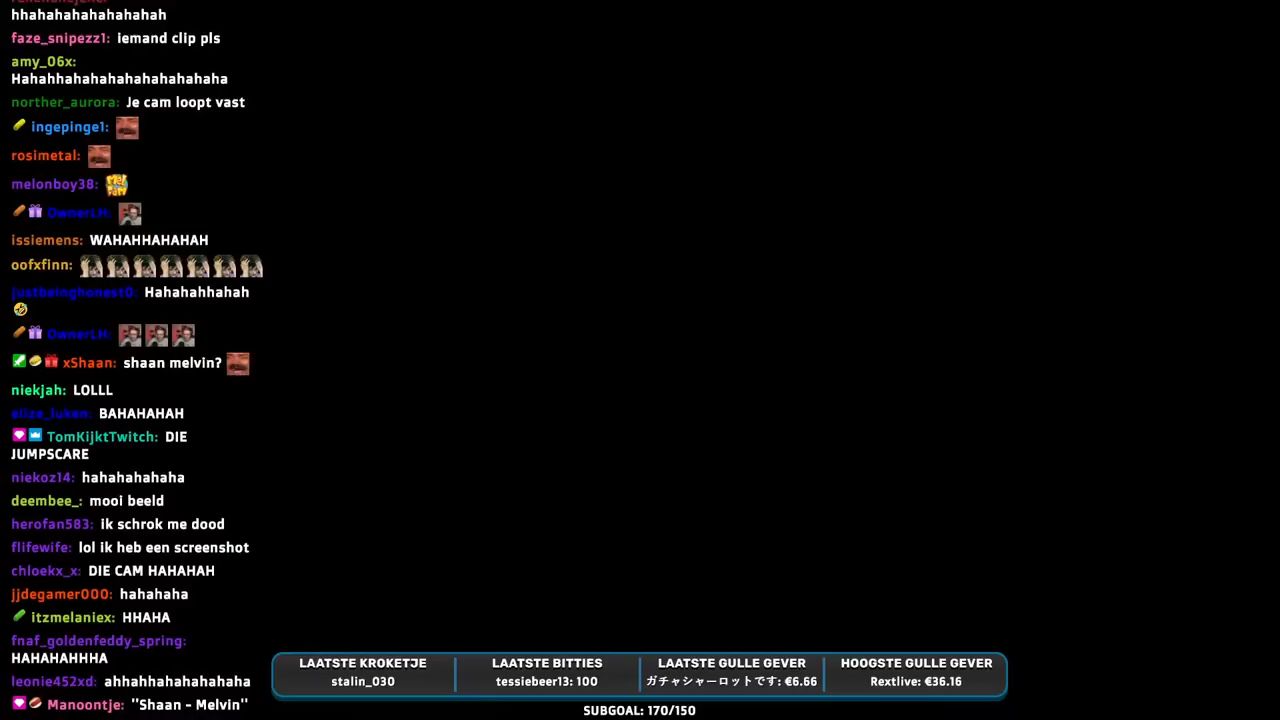 hhahahahahahahah
faze_snipezz1: iemand clip pls
amy_06x:
Hahahhahahahahahahahahaha
norther_aurora: Je cam loopt vast
ingepinge1:
rosimetal:
melonboy38:
OwnerLH:
issiemens: WAHAHHAHAHAH
oofxfinn:
justbeinghonest0: Hahahahhahah
OwnerLH:
xShaan: shaan melvin?
niekjah: LOLLL
elize_luken: BAHAHAHAH
TomKijktTwitch: DIE
JUMPSCARE
niekoz14: hahahahahaha
deembee_: mooi beeld
herofan583: ik schrok me dood
flifewife: lol ik heb een screenshot
chloekx_x: DIE CAM HAHAHAH
jjdegamer000: hahahaha
itzmelaniex: HHAHA
fnaf_goldenfeddy_spring:
HAHAHAHHHA
leonie452xd: ahhahhahahahahaha
Manoontje: "Shaan - Melvin"
LAATSTE KROKETJE
stalin_030
LAATSTE BITTIES
tessiebeer13: 100
LAATSTE GULLE GEVER
ガチャシャーロットです: €6.66
HOOGSTE GULLE GEVER
Rextlive: €36.16
SUBGOAL: 170/150